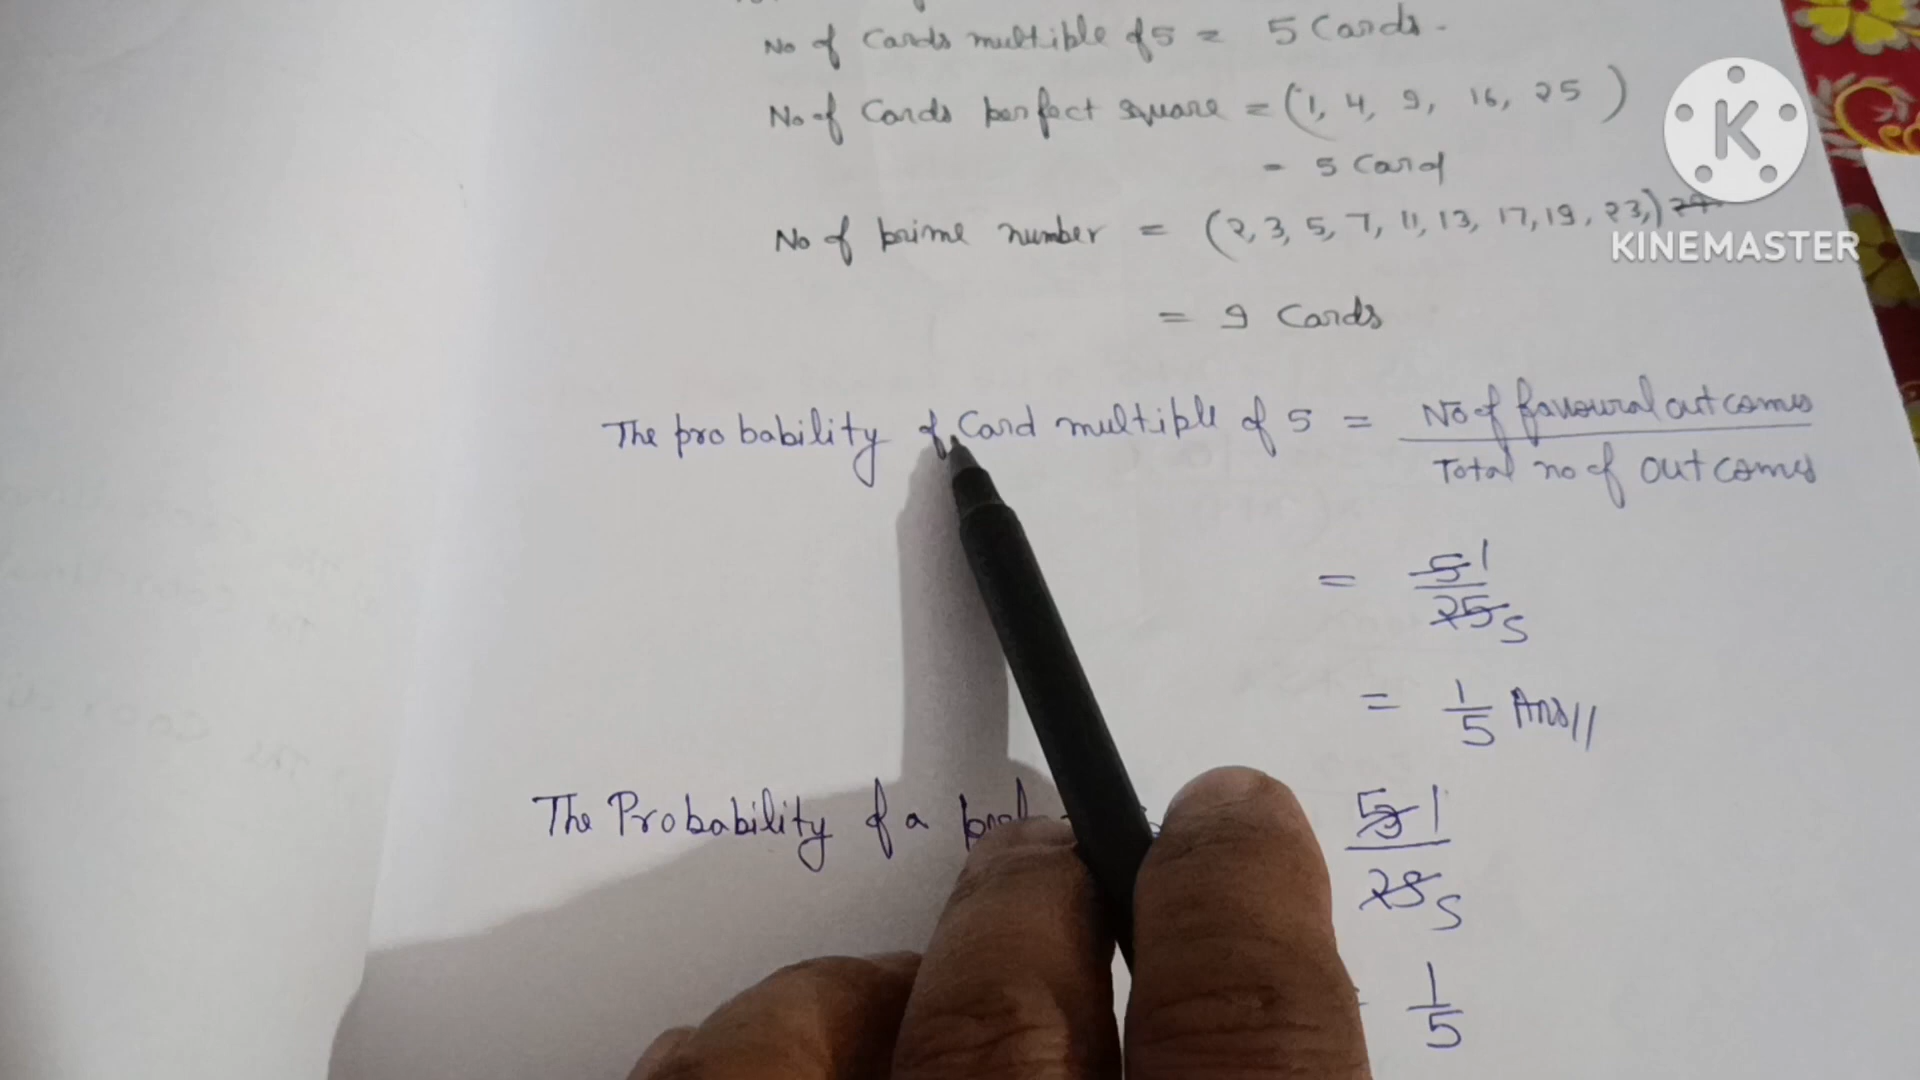 No of Cards multible of 5 = 5 Cards.
No of Cards perfect square = (1, 4, 9, 16, 25)
= 5 Card
No of prime number = (2, 3, 5, 7, 11, 13, 17, 19, 23,)
= 9 Cards
The probability of Card multible of 5 = No of favoural outcomes
Total no of outcomes
= 5 1
25 5
= 1
5 Ans//
The Probability of a
5 1
25 5
1
5
K
KINEMASTER